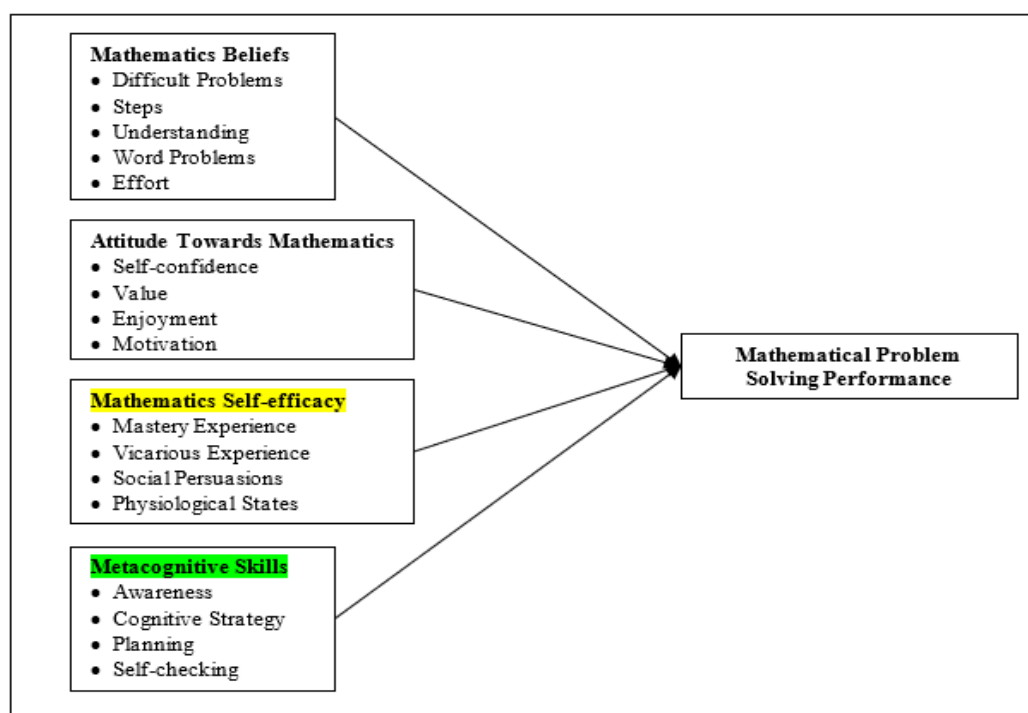 Mathematics Beliefs
• Difficult Problems
• Steps
• Understanding
• Word Problems
• Effort
Attitude Towards Mathematics
• Self-confidence
• Value
• Enjoyment
• Motivation
Mathematics Self-efficacy
• Mastery Experience
• Vicarious Experience
• Social Persuasions
• Physiological States
Metacognitive Skills
• Awareness
• Cognitive Strategy
• Planning
• Self-checking
Mathematical Problem
Solving Performance